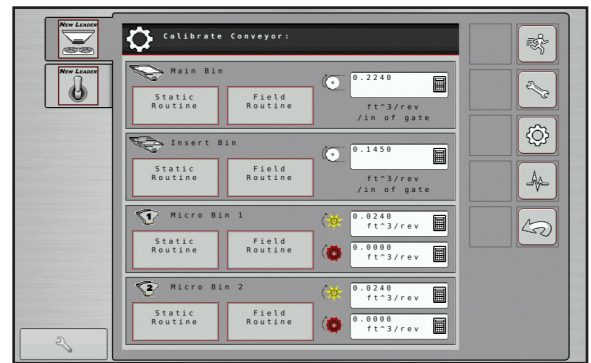 NEW LEADER
Calibrate Conveyor:
NEW LEADER
Main Bin
0.2240
Static Routine
Field Routine
ft^3/rev
/in of gate
Insert Bin
0.1450
Static Routine
Field Routine
ft^3/rev
/in of gate
1
Micro Bin 1
0.0240
ft^3/rev
Static Routine
Field Routine
0.0000
ft^3/rev
2
Micro Bin 2
0.0240
ft^3/rev
Static Routine
Field Routine
0.0000
ft^3/rev